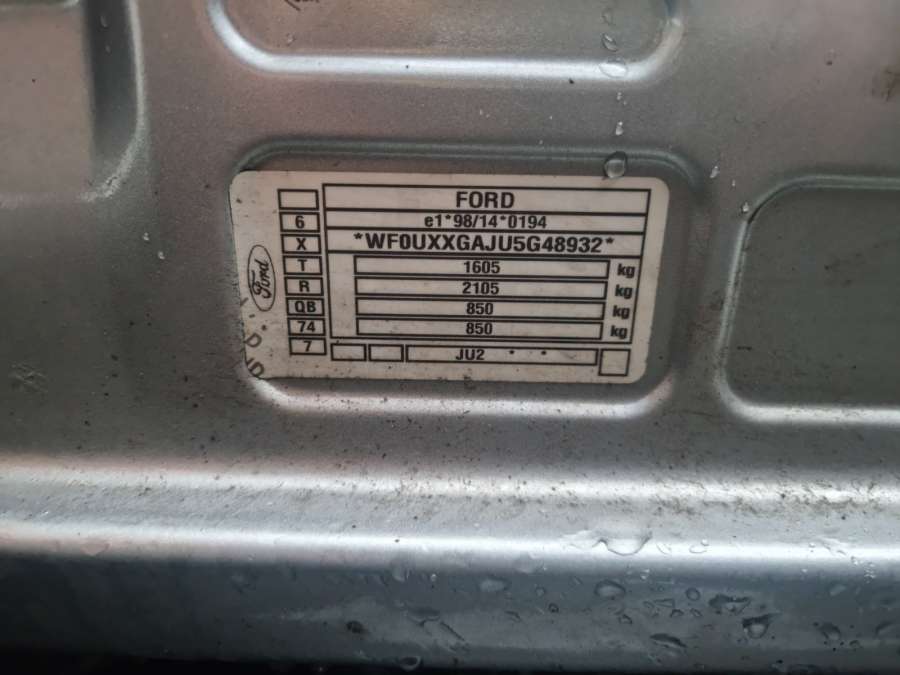 FORD
6 e1*98/14*0194
X *WF0UXXGAJU5G48932*
T 1605 kg
R 2105 kg
QB 850 kg
74 850 kg
7 JU2
Ford